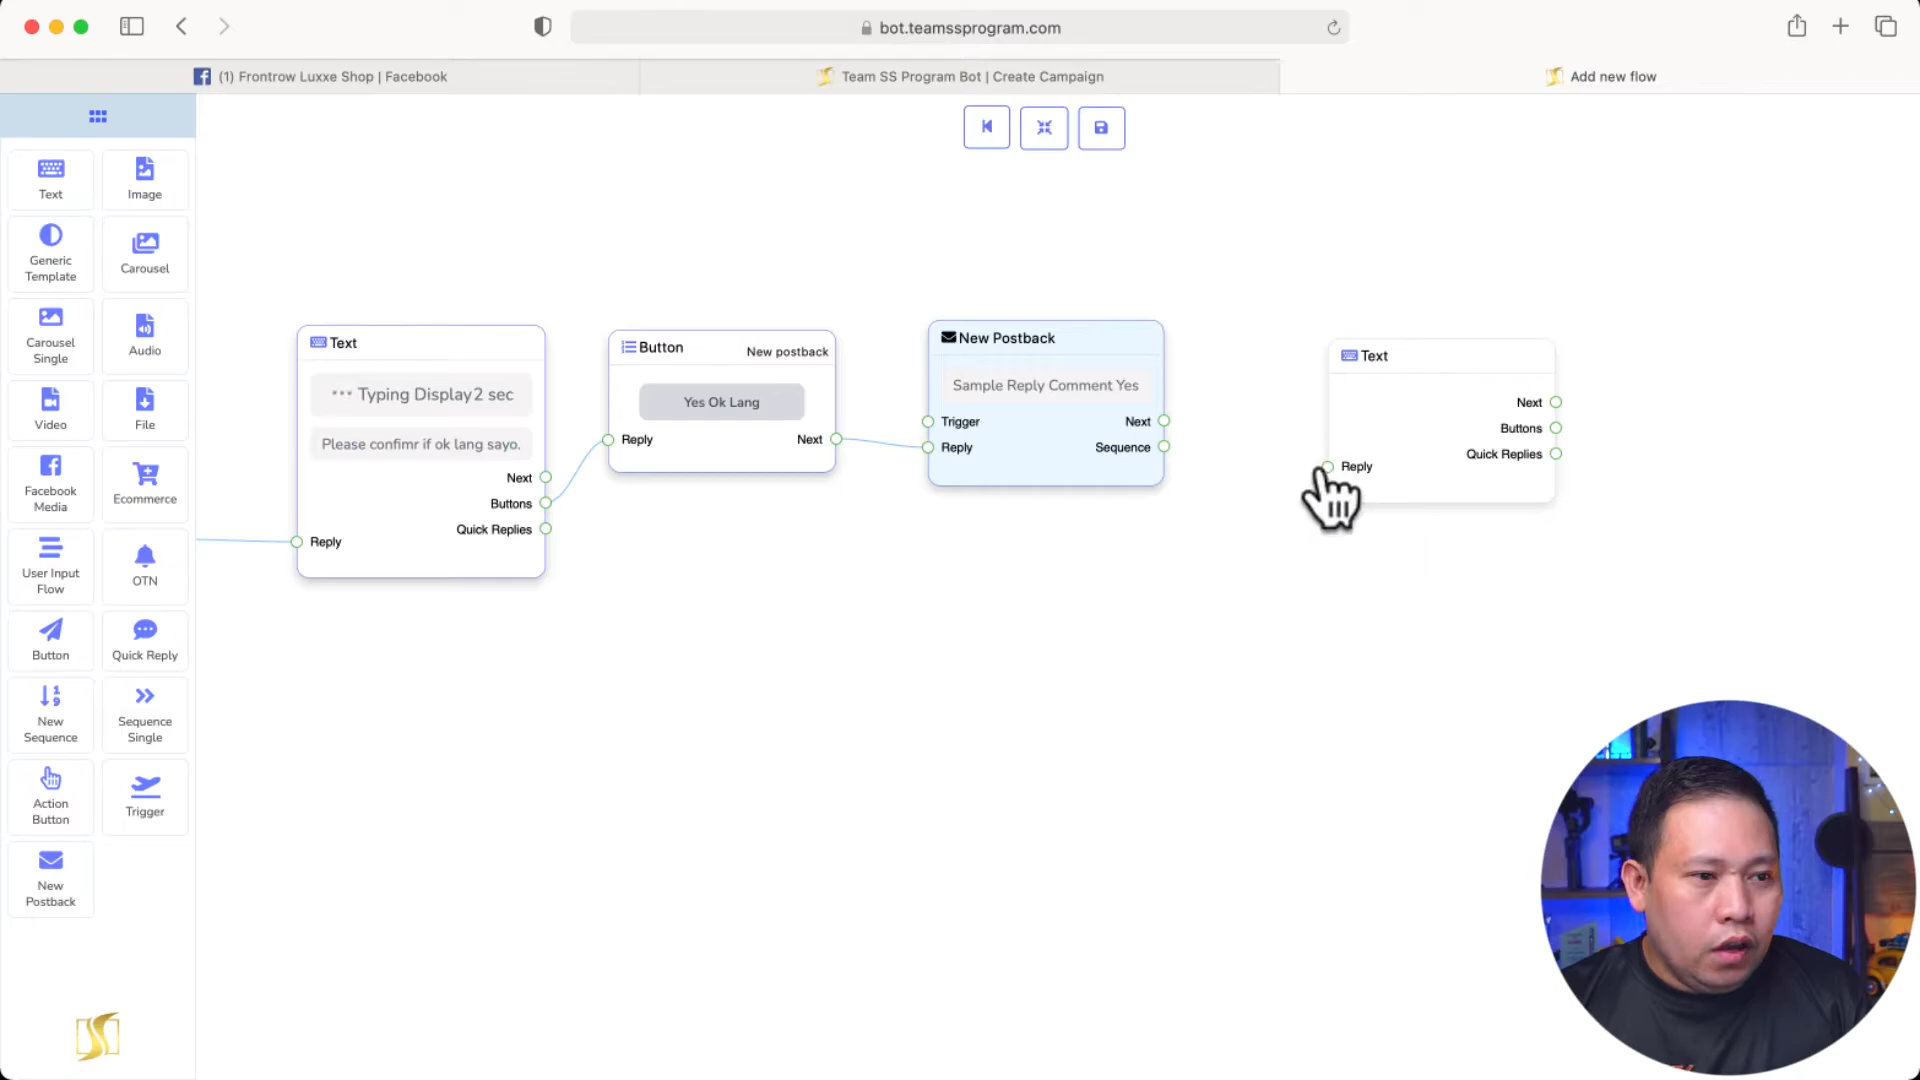 bot.teamssprogram.com
(1) Frontrow Luxxe Shop | Facebook
Team SS Program Bot | Create Campaign
Add new flow
Text
Image
Generic
Template
Carousel
Carousel
Single
Audio
Video
File
Facebook
Media
Ecommerce
User Input
Flow
OTN
Button
Quick Reply
New
Sequence
Sequence
Single
Action
Button
Trigger
New
Postback
Text
Typing Display2 sec
Please confimr if ok lang sayo.
Next
Buttons
Quick Replies
Reply
Button
New postback
Yes Ok Lang
Reply
Next
New Postback
Sample Reply Comment Yes
Trigger
Next
Reply
Sequence
Text
Next
Buttons
Quick Replies
Reply